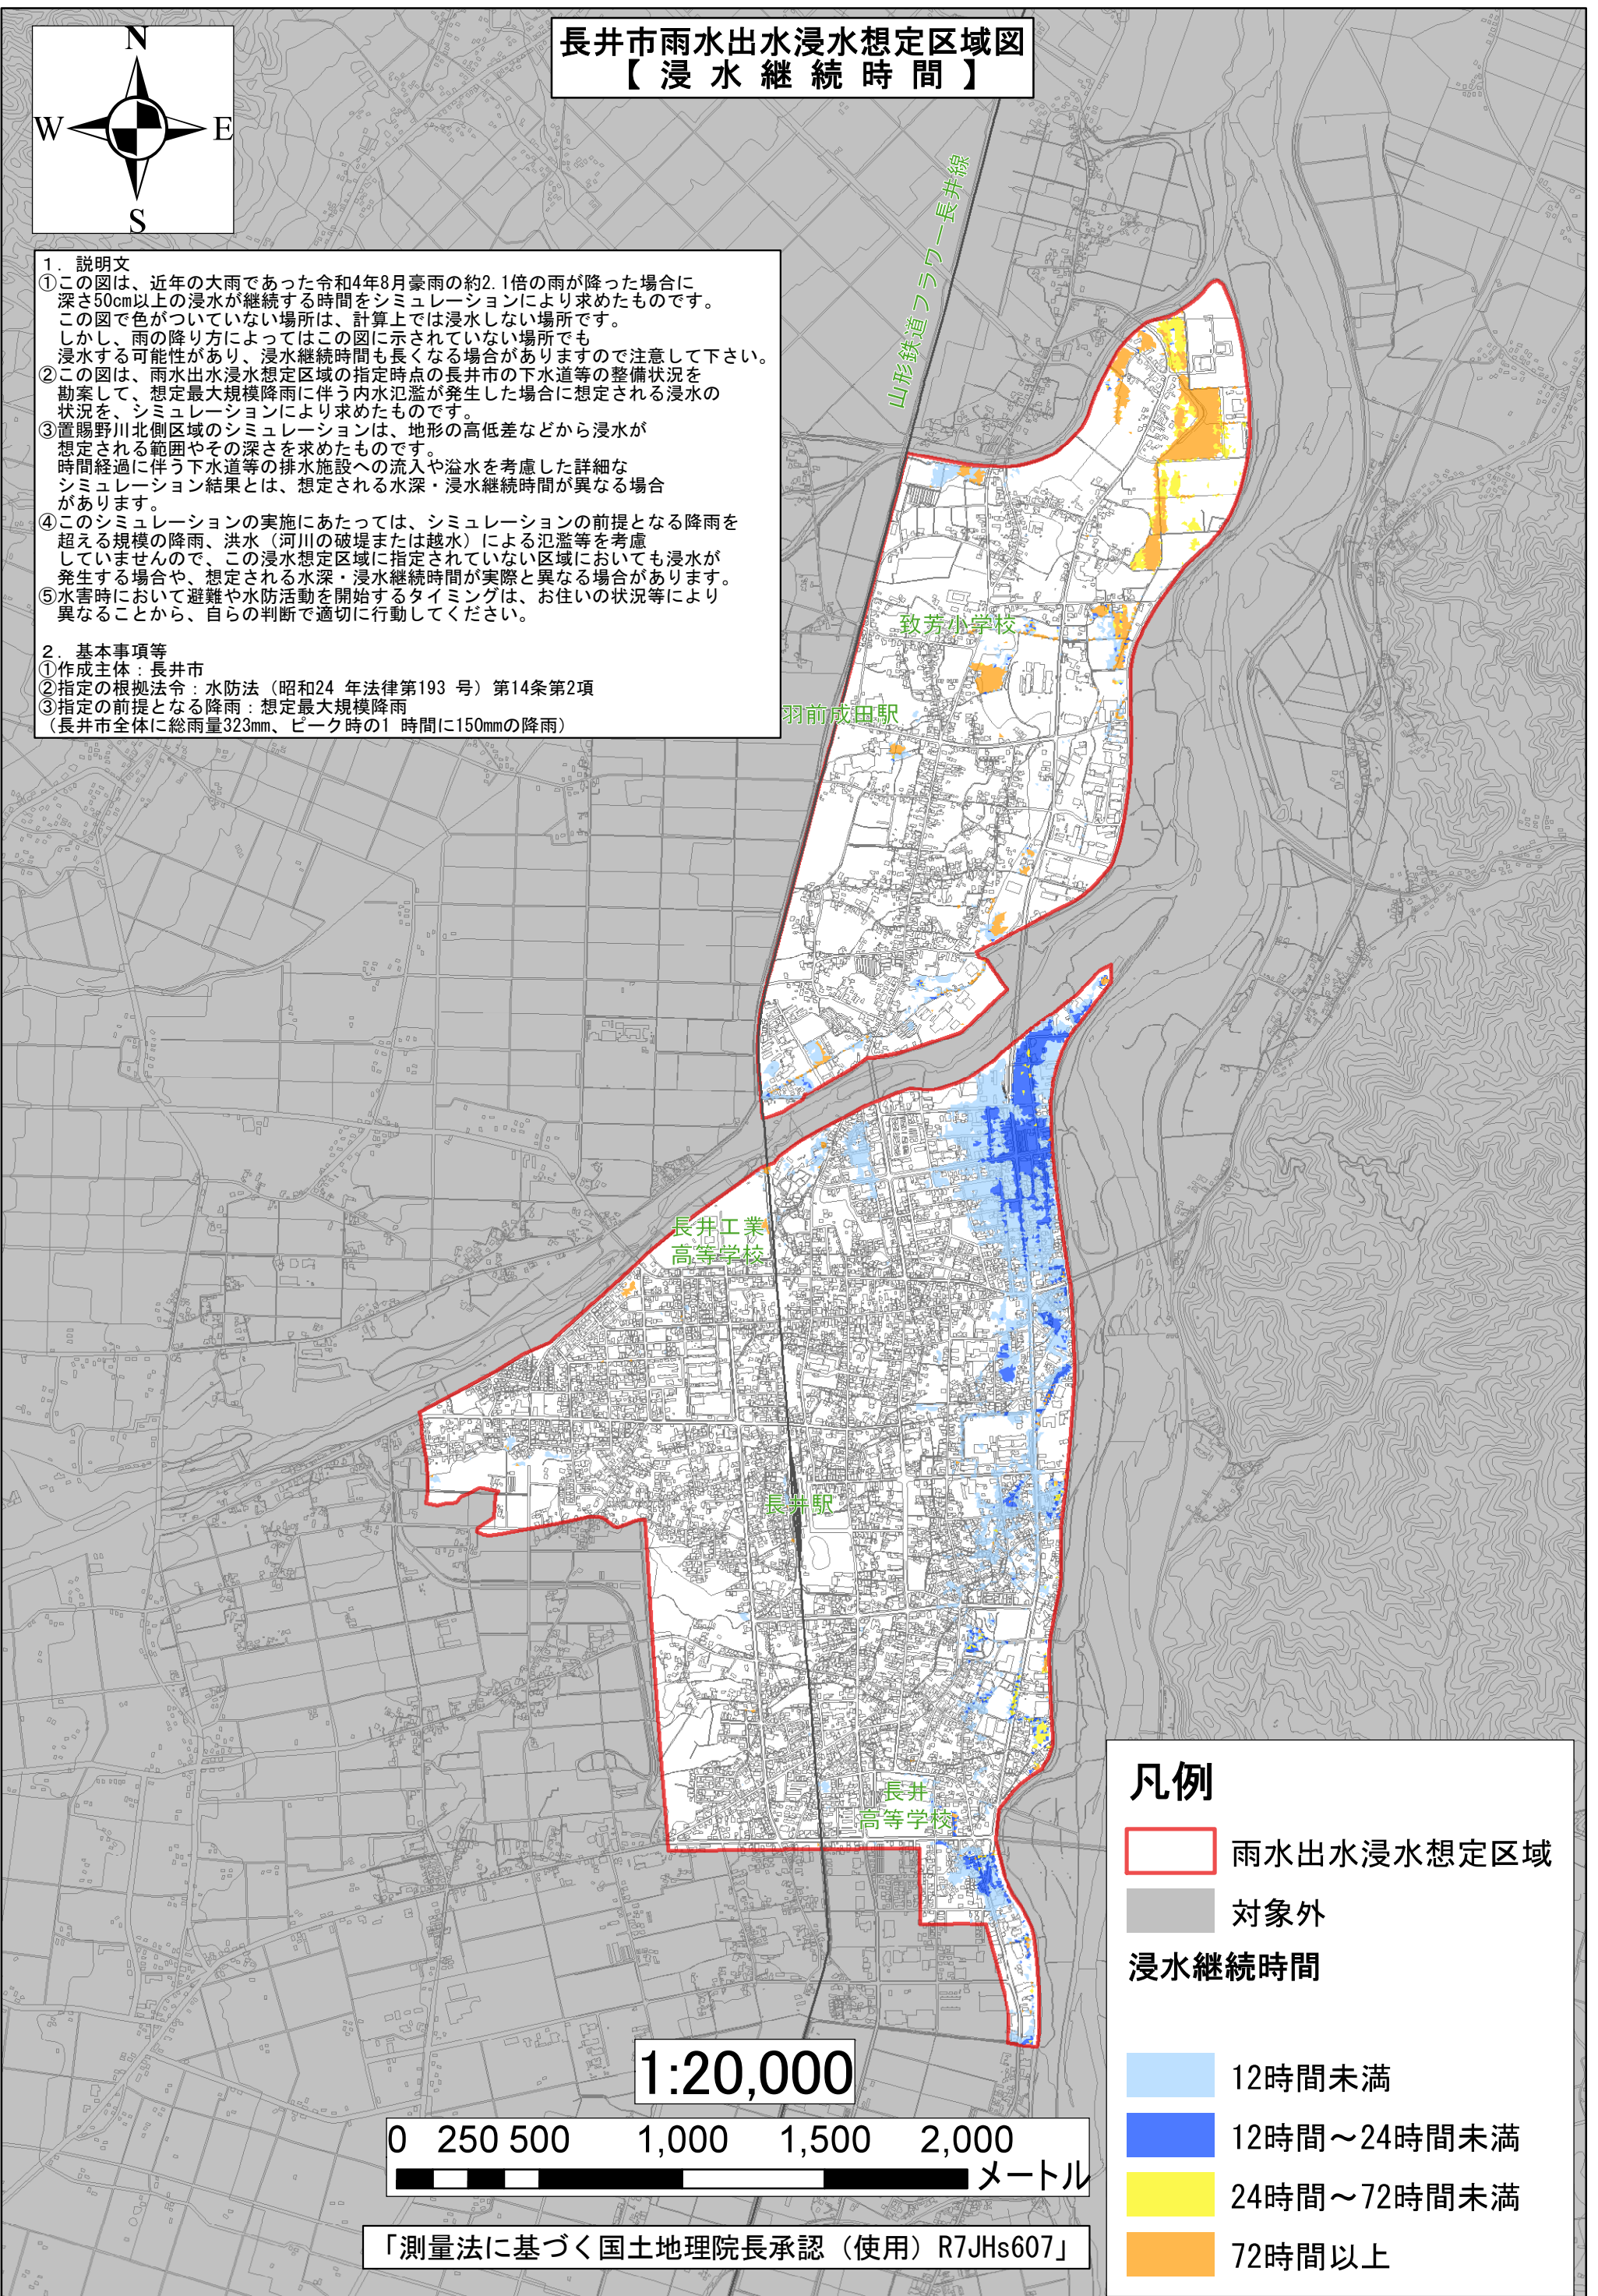 長井市雨水出水浸水想定区域図
【浸水継続時間】
N
W
E
S
山形鉄道フラワー長井線
1. 説明文
①この図は、近年の大雨であった令和4年8月豪雨の約2.1倍の雨が降った場合に
深さ50cm以上の浸水が継続する時間をシミュレーションにより求めたものです。
この図で色がついていない場所は、計算上では浸水しない場所です。
しかし、雨の降り方によってはこの図に示されていない場所でも
浸水する可能性があり、浸水継続時間も長くなる場合がありますので注意して下さい。
②この図は、雨水出水浸水想定区域の指定時点の長井市の下水道等の整備状況を
勘案して、想定最大規模降雨に伴う内水氾濫が発生した場合に想定される浸水の
状況を、シミュレーションにより求めたものです。
③置賜野川北側区域のシミュレーションは、地形の高低差などから浸水が
想定される範囲やその深さを求めたものです。
時間経過に伴う下水道等の排水施設への流入や溢水を考慮した詳細な
シミュレーション結果とは、想定される水深・浸水継続時間が異なる場合
があります。
④このシミュレーションの実施にあたっては、シミュレーションの前提となる降雨を
超える規模の降雨、洪水（河川の破堤または越水）による氾濫等を考慮
していませんので、この浸水想定区域に指定されていない区域においても浸水が
発生する場合や、想定される水深・浸水継続時間が実際と異なる場合があります。
⑤水害時において避難や水防活動を開始するタイミングは、お住いの状況等により
異なることから、自らの判断で適切に行動してください。
2. 基本事項等
①作成主体：長井市
②指定の根拠法令：水防法（昭和24 年法律第193 号）第14条第2項
③指定の前提となる降雨：想定最大規模降雨
（長井市全体に総雨量323mm、ピーク時の1 時間に150mmの降雨）
致芳小学校
羽前成田駅
長井工業
高等学校
長井駅
長井
高等学校
凡例
雨水出水浸水想定区域
対象外
浸水継続時間
12時間未満
12時間～24時間未満
24時間～72時間未満
72時間以上
1:20,000
0 250 500 1,000 1,500 2,000
メートル
「測量法に基づく国土地理院長承認（使用）R7JHs607」